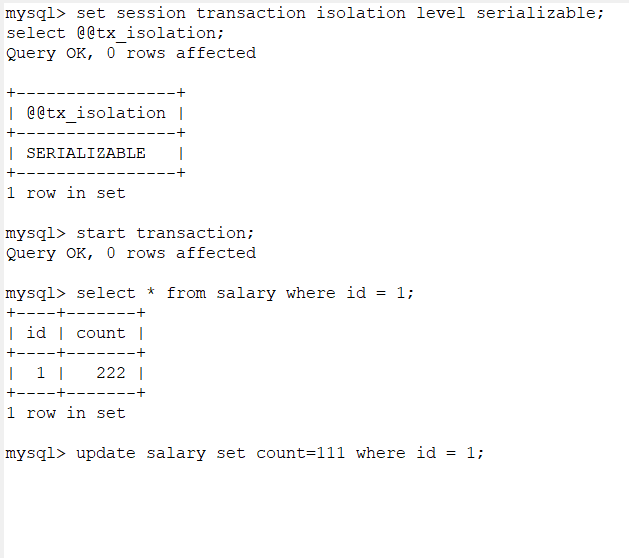 mysql> set session transaction isolation level serializable;
select @@tx_isolation;
Query OK, 0 rows affected

+----------------+
| @@tx_isolation |
+----------------+
| SERIALIZABLE   |
+----------------+
1 row in set

mysql> start transaction;
Query OK, 0 rows affected

mysql> select * from salary where id = 1;
+----+-------+
| id | count |
+----+-------+
|  1 |   222 |
+----+-------+
1 row in set

mysql> update salary set count=111 where id = 1;